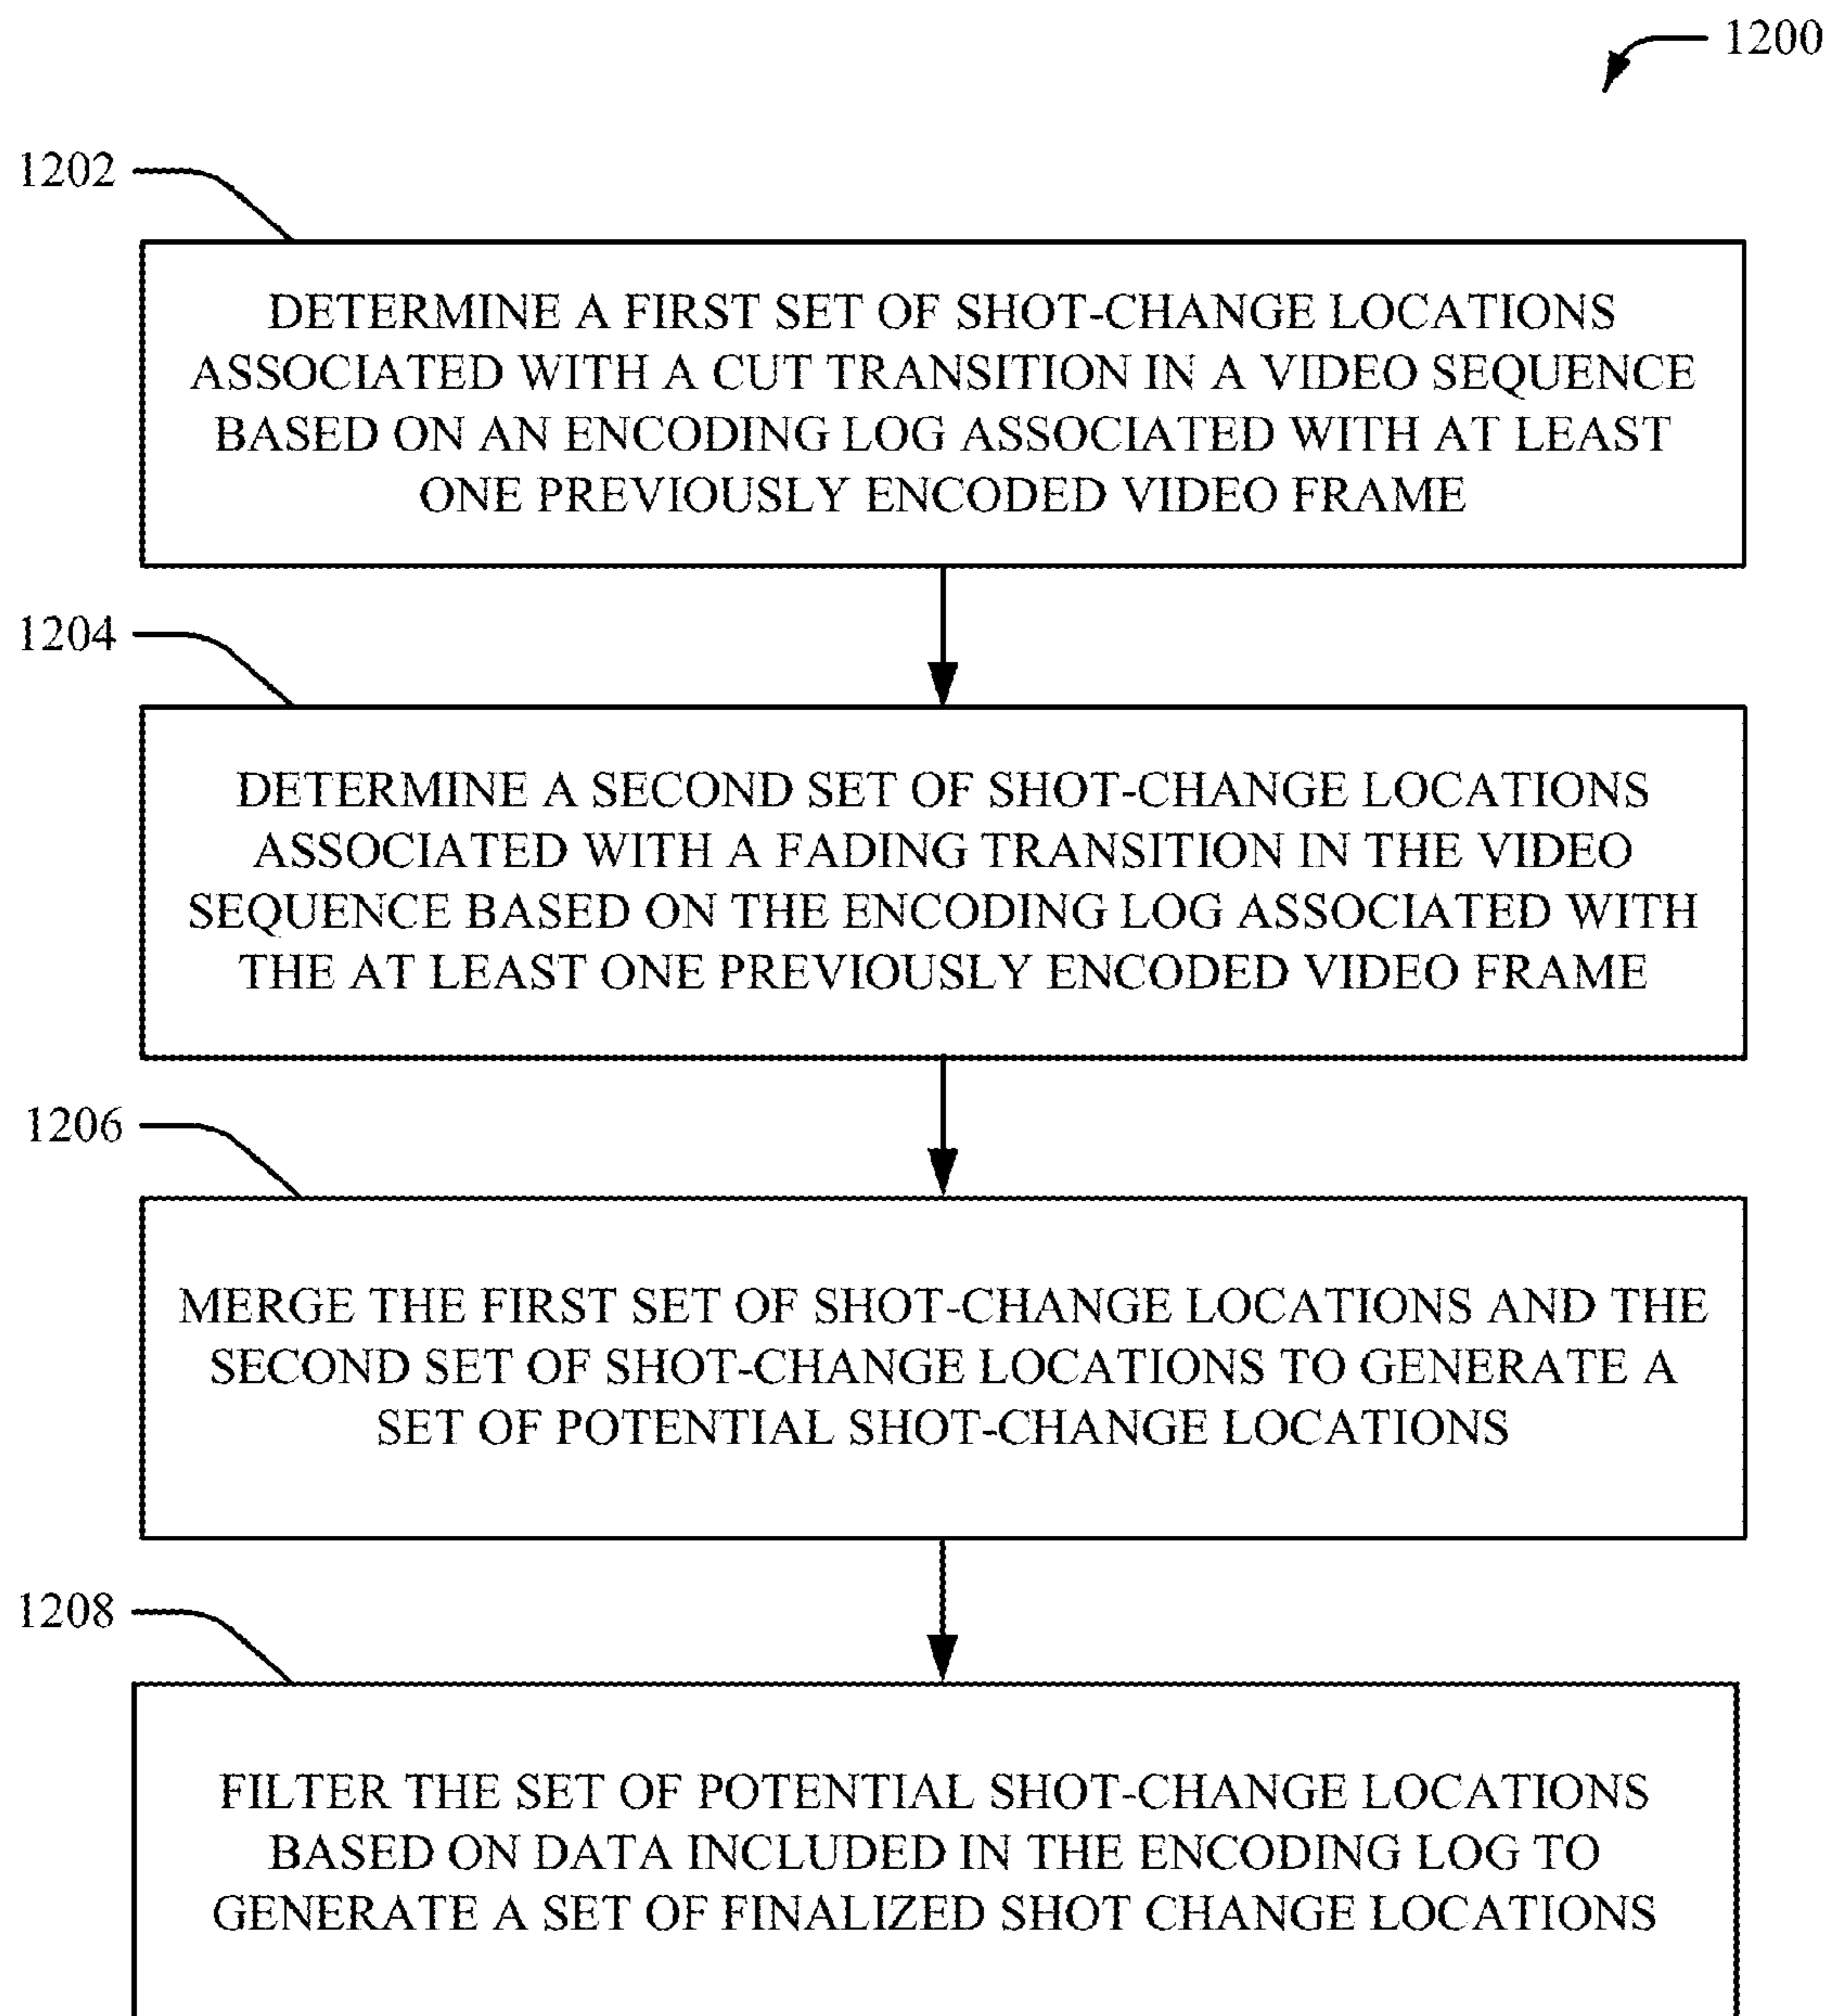 1200
1202
DETERMINE A FIRST SET OF SHOT-CHANGE LOCATIONS
ASSOCIATED WITH A CUT TRANSITION IN A VIDEO SEQUENCE
BASED ON AN ENCODING LOG ASSOCIATED WITH AT LEAST
ONE PREVIOUSLY ENCODED VIDEO FRAME
1204
DETERMINE A SECOND SET OF SHOT-CHANGE LOCATIONS
ASSOCIATED WITH A FADING TRANSITION IN THE VIDEO
SEQUENCE BASED ON THE ENCODING LOG ASSOCIATED WITH
THE AT LEAST ONE PREVIOUSLY ENCODED VIDEO FRAME
1206
MERGE THE FIRST SET OF SHOT-CHANGE LOCATIONS AND THE
SECOND SET OF SHOT-CHANGE LOCATIONS TO GENERATE A
SET OF POTENTIAL SHOT-CHANGE LOCATIONS
1208
FILTER THE SET OF POTENTIAL SHOT-CHANGE LOCATIONS
BASED ON DATA INCLUDED IN THE ENCODING LOG TO
GENERATE A SET OF FINALIZED SHOT CHANGE LOCATIONS